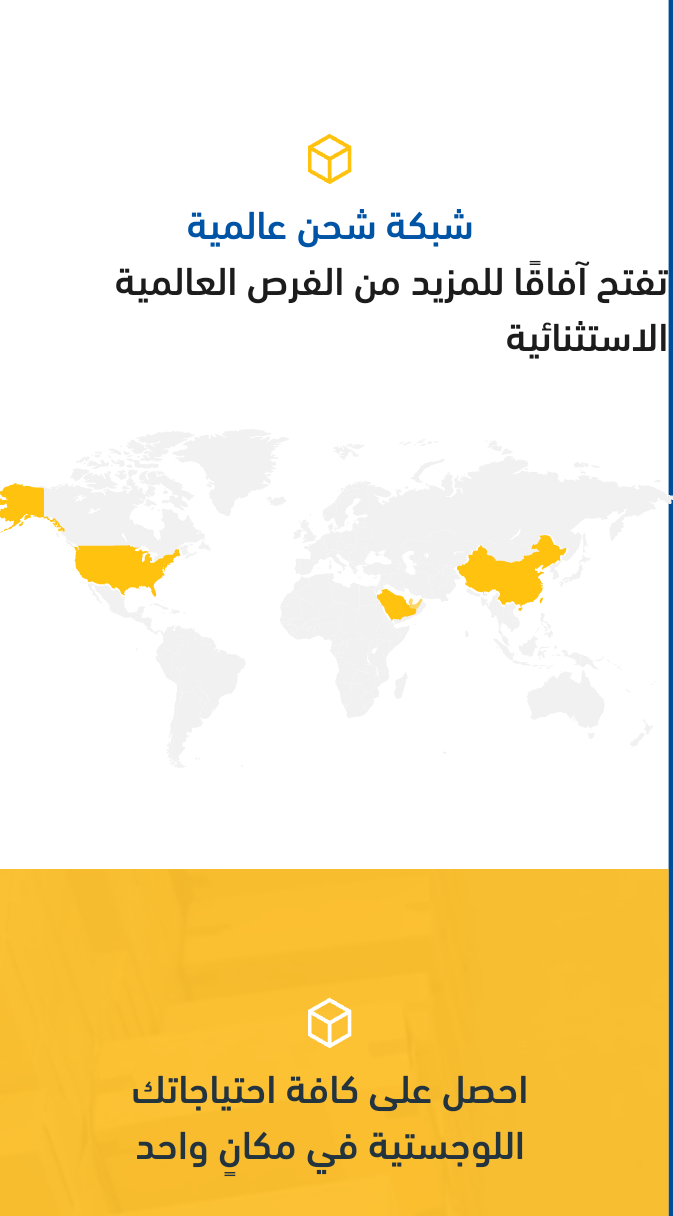 شبكة شحن عالمية
تفتح آفاقًا للمزيد من الفرص العالمية
الاستثنائية
احصل على كافة احتياجاتك
اللوجستية في مكانٍ واحد